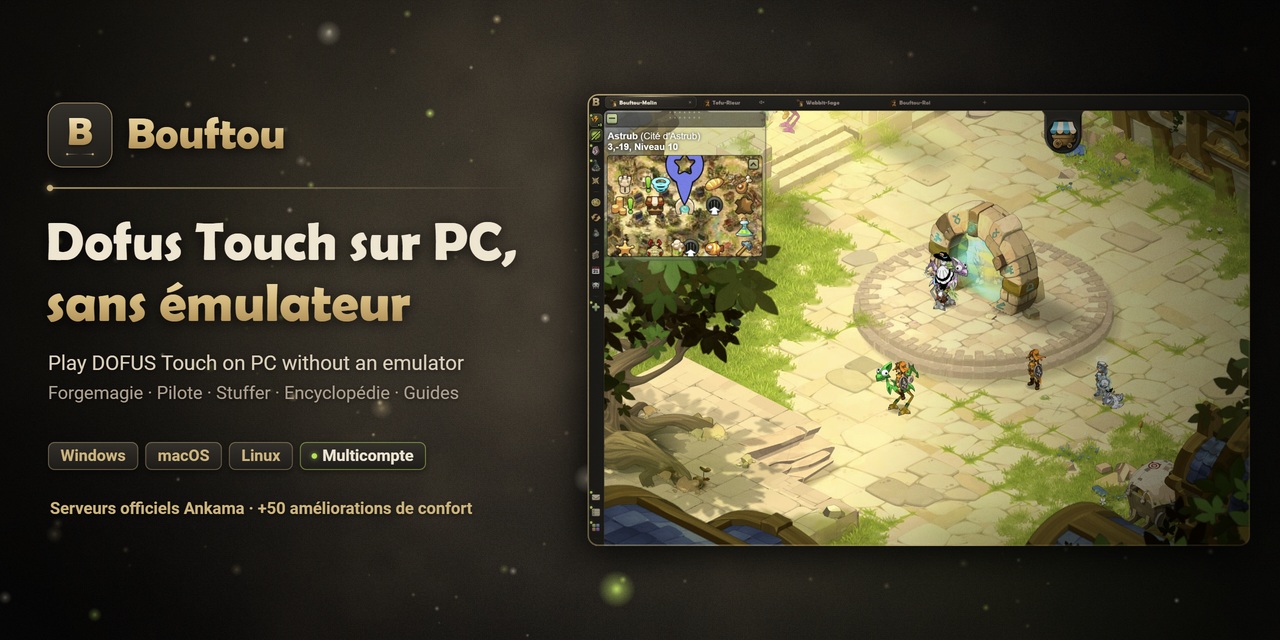 B
Bouftou
Dofus Touch sur PC,
sans émulateur
Play DOFUS Touch on PC without an emulator
Forgemagie · Pilote · Stuffer · Encyclopédie · Guides
Windows
macOS
Linux
Multicompte
Serveurs officiels Ankama · +50 améliorations de confort
B
Bouftou-Malin
Astrub (Cité d'Astrub)
3,-19, Niveau 10